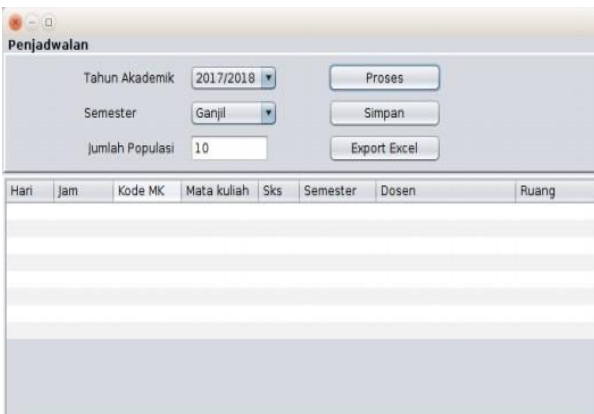 Penjadwalan
Tahun Akademik 2017/2018 Proses
Semester Ganjil Simpan
Jumlah Populasi 10 Export Excel
Hari Jam Kode MK Mata kuliah Sks Semester Dosen Ruang